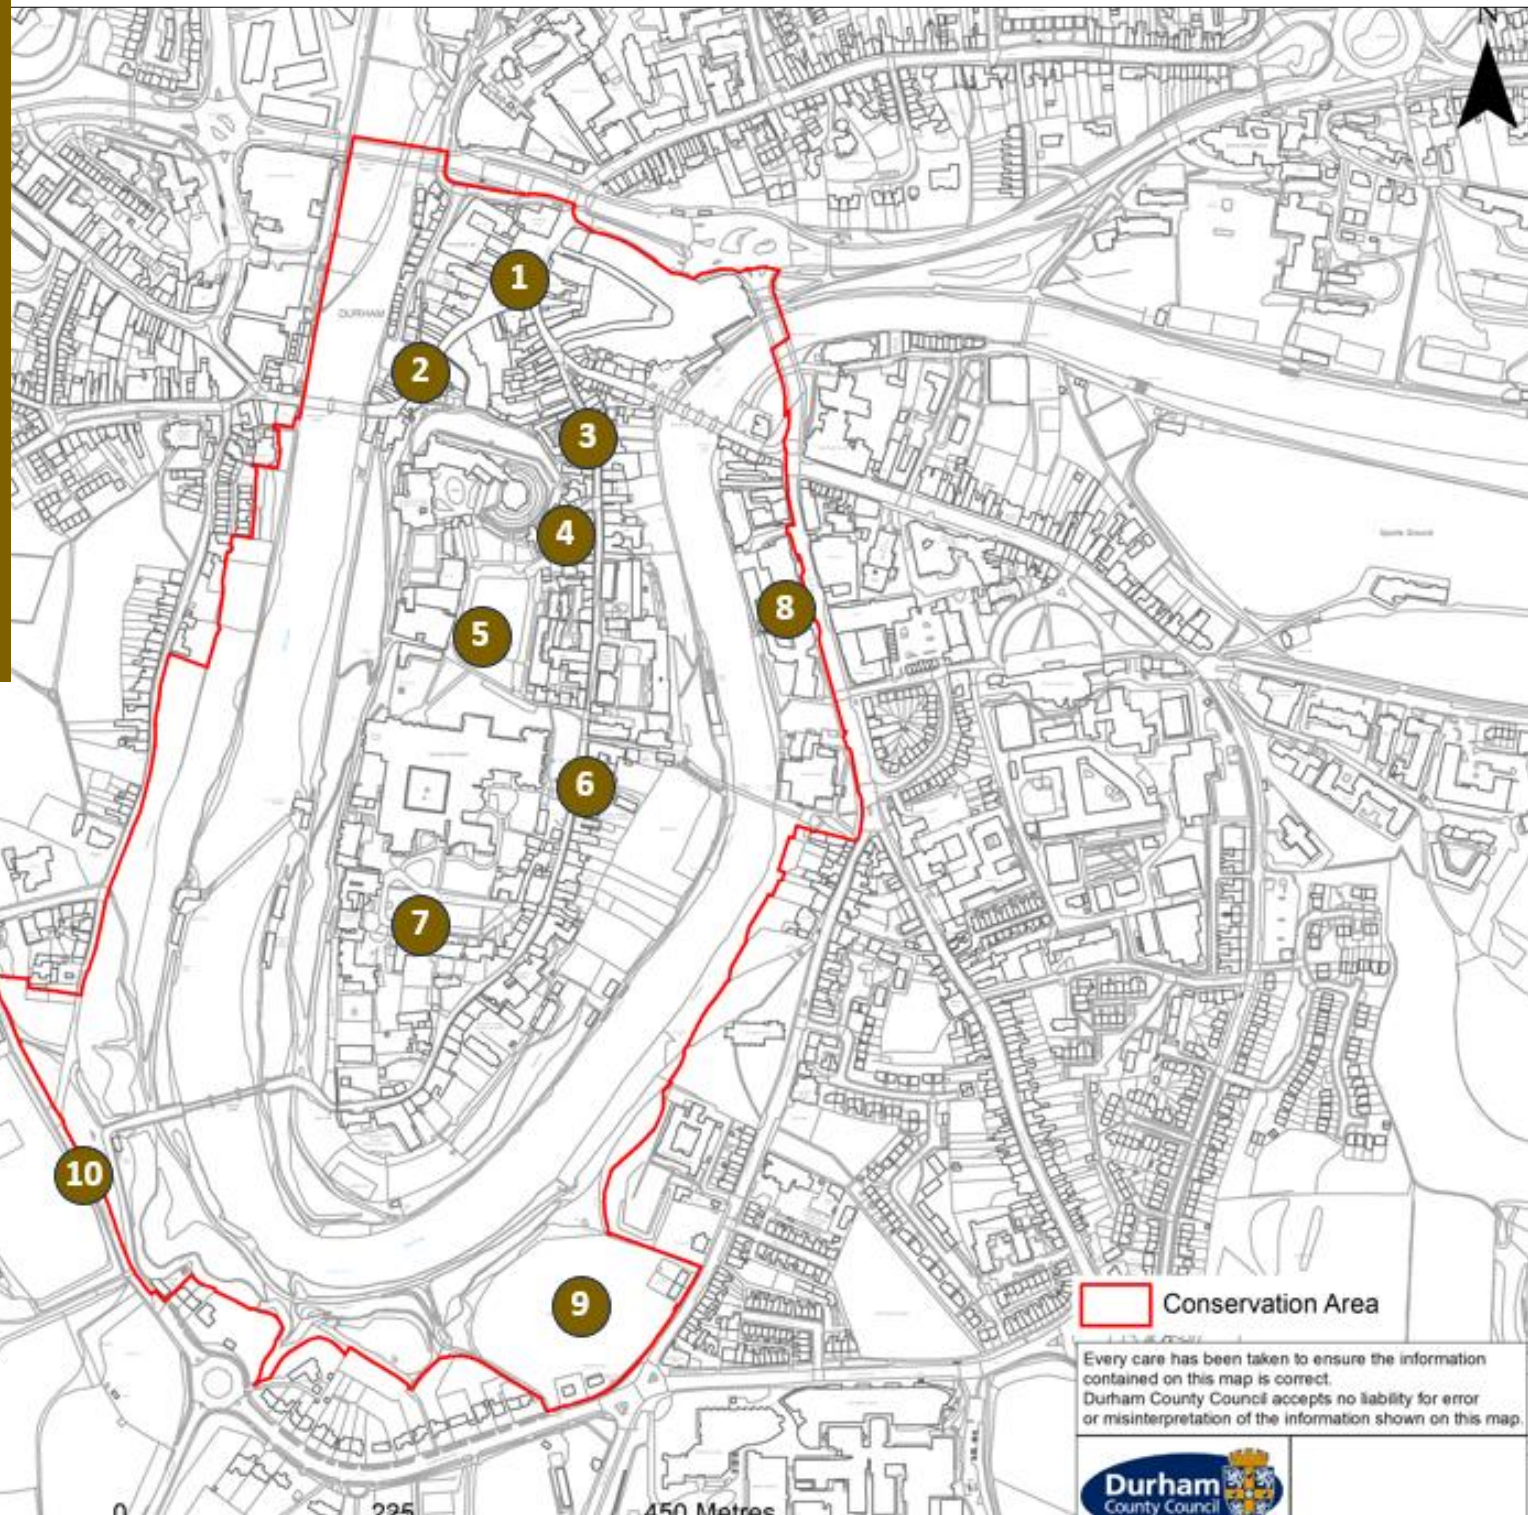 N
DURHAM
1
2
3
4
Sports Ground
8
5
6
7
10
9
Conservation Area
Every care has been taken to ensure the information
contained on this map is correct.
Durham County Council accepts no liability for error
or misinterpretation of the information shown on this map.
Durham
County Council
0 225 450 Metres